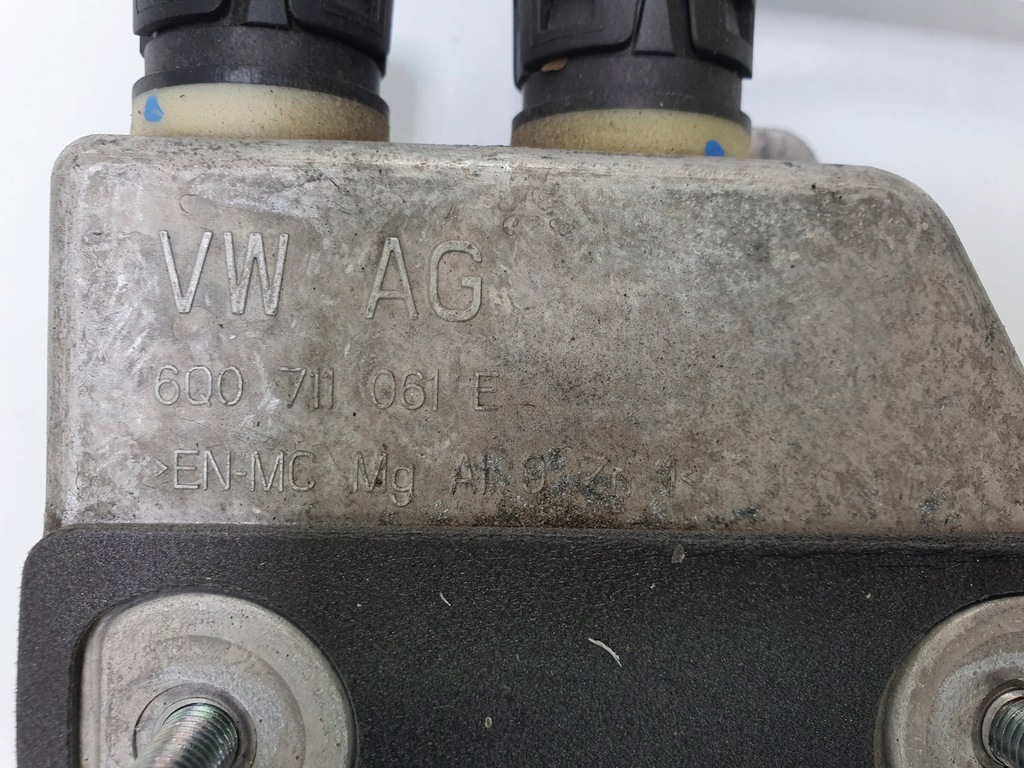 VW AG
6Q0 711 061 E
>EN-MC Mg Al 9 Zn 1<